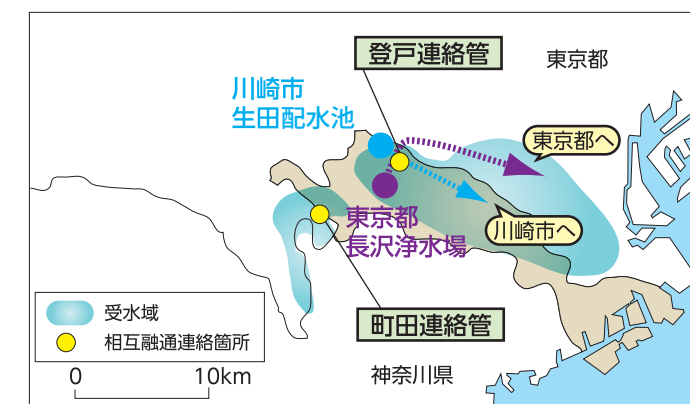 登戸連絡管
東京都
川崎市
生田配水池
東京都へ
東京都
長沢浄水場
川崎市へ
受水域
相互融通連絡箇所
町田連絡管
0 10km
神奈川県